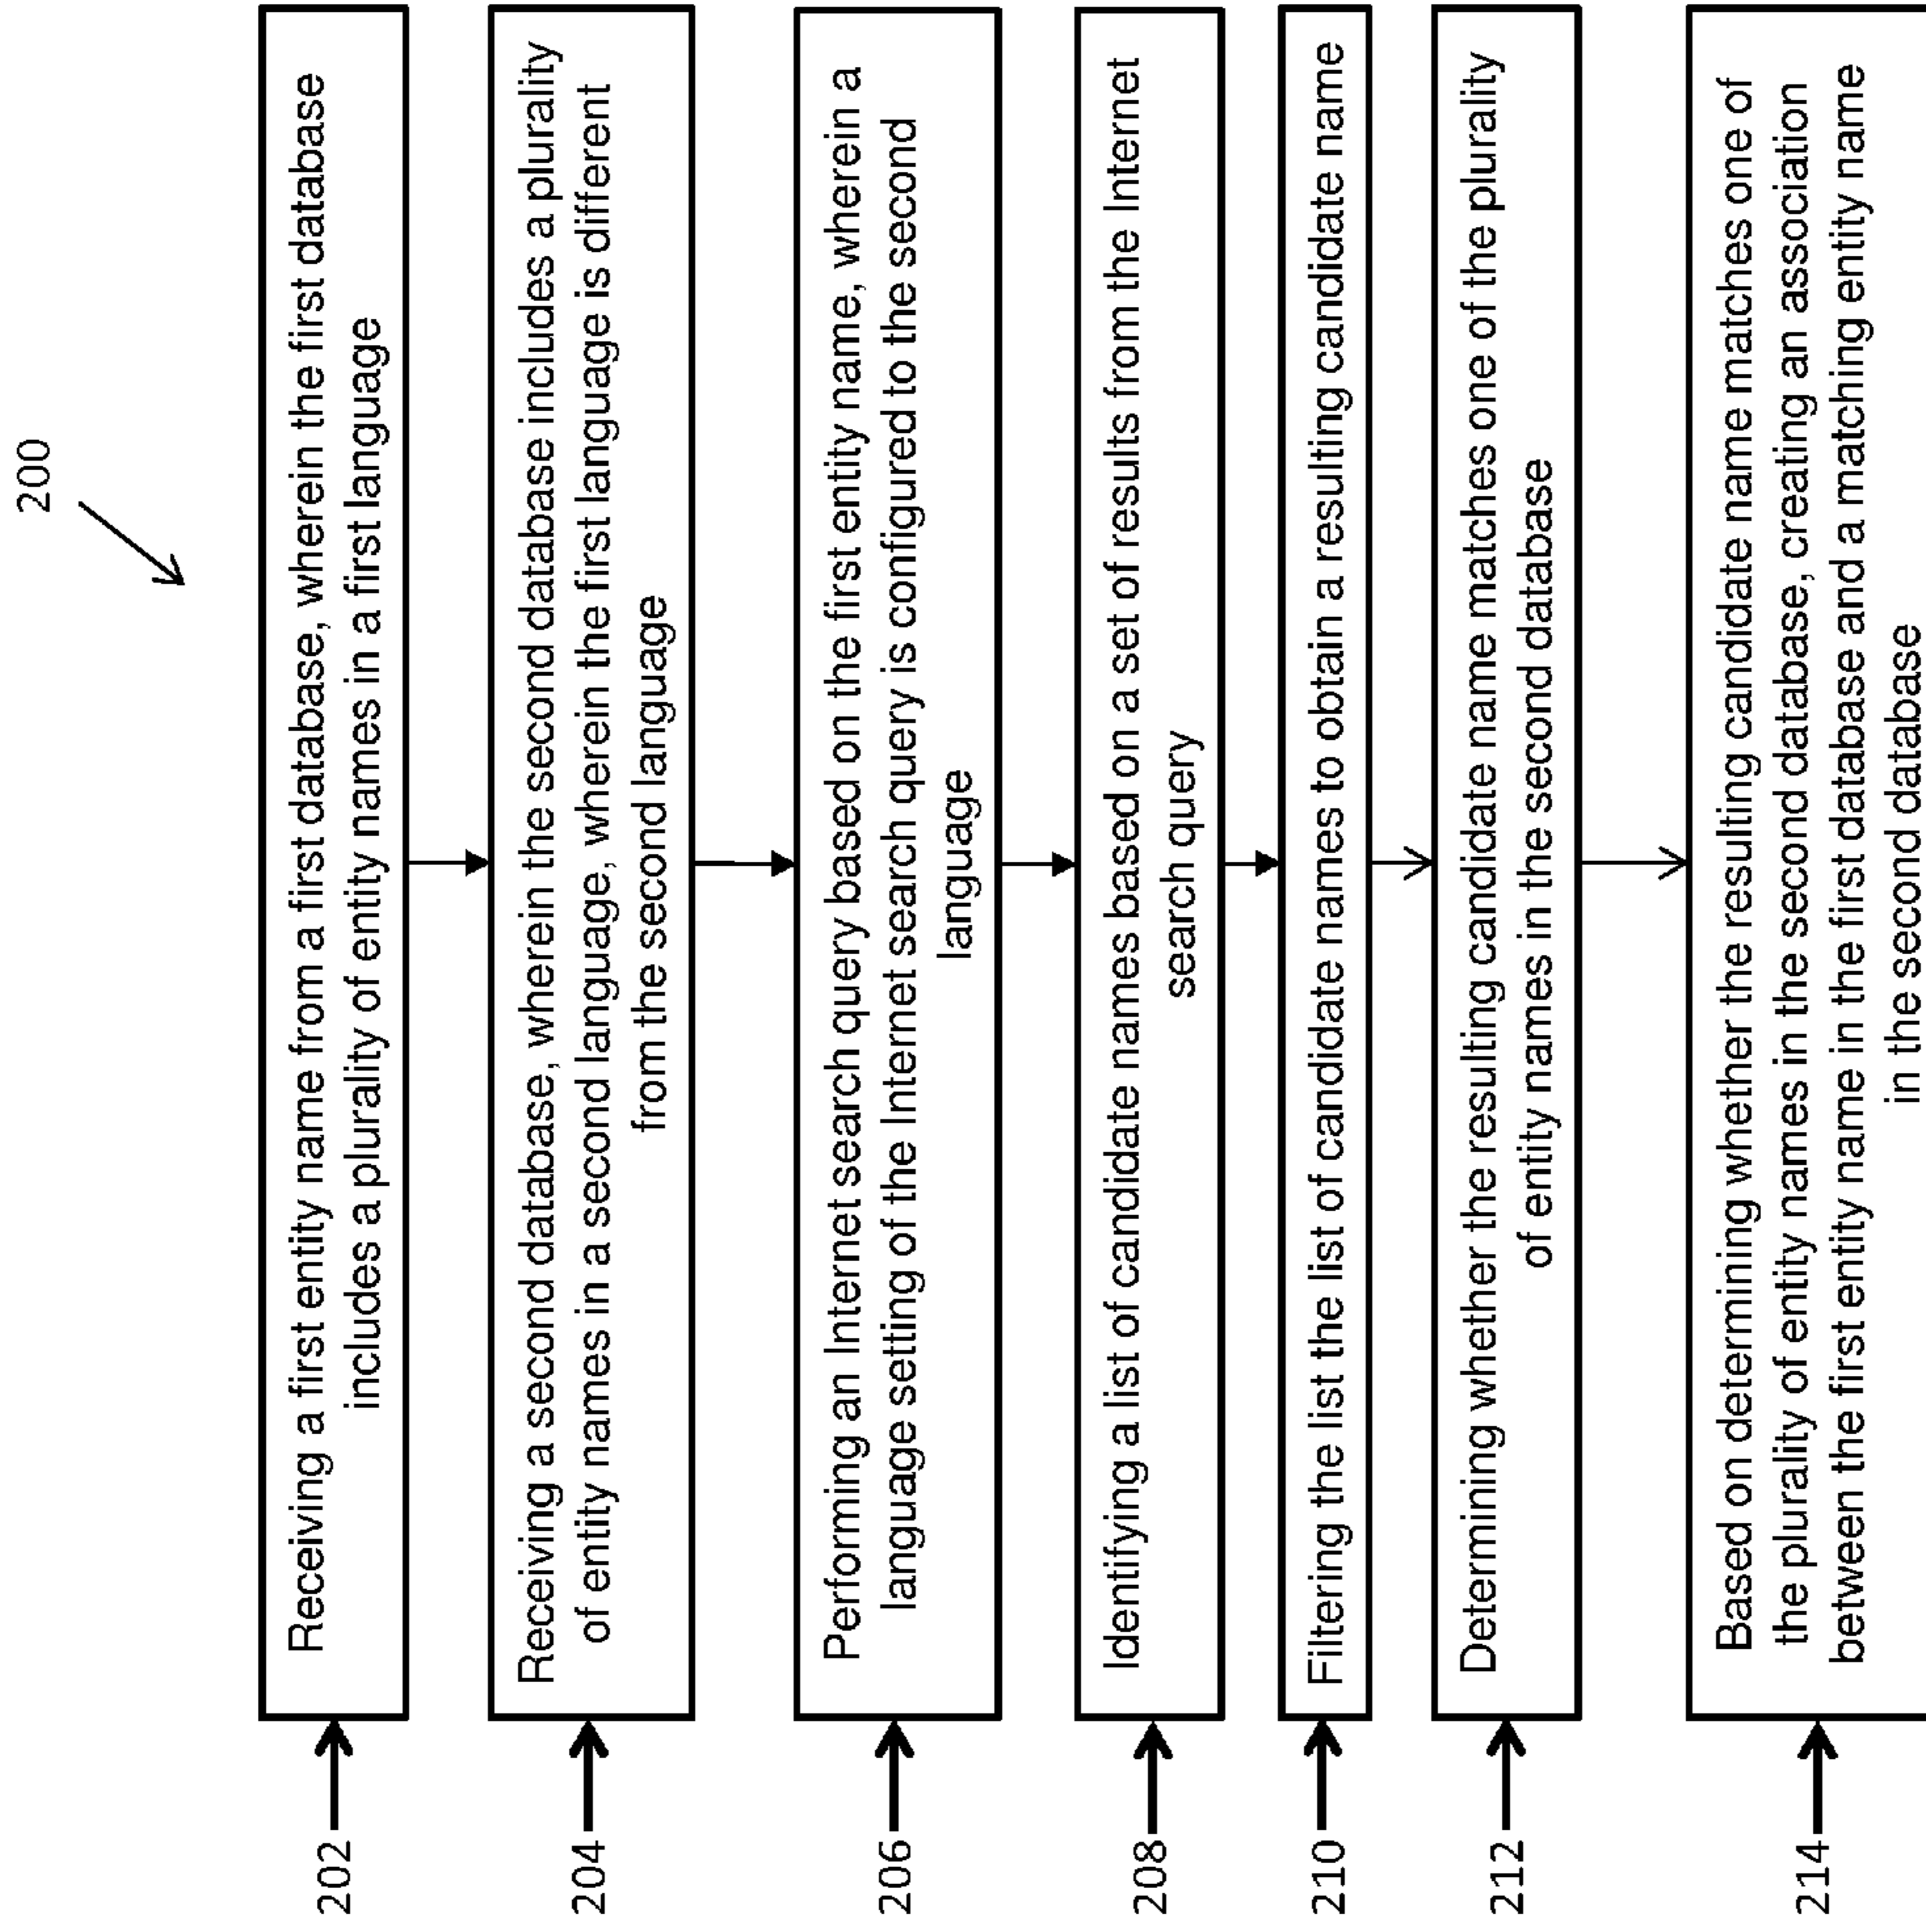 200
202
Receiving a first entity name from a first database, wherein the first database
includes a plurality of entity names in a first language
204
Receiving a second database, wherein the second database includes a plurality
of entity names in a second language, wherein the first language is different
from the second language
206
Performing an Internet search query based on the first entity name, wherein a
language setting of the Internet search query is configured to the second
language
208
Identifying a list of candidate names based on a set of results from the Internet
search query
210
Filtering the list the list of candidate names to obtain a resulting candidate name
212
Determining whether the resulting candidate name matches one of the plurality
of entity names in the second database
214
Based on determining whether the resulting candidate name matches one of
the plurality of entity names in the second database, creating an association
between the first entity name in the first database and a matching entity name
in the second database